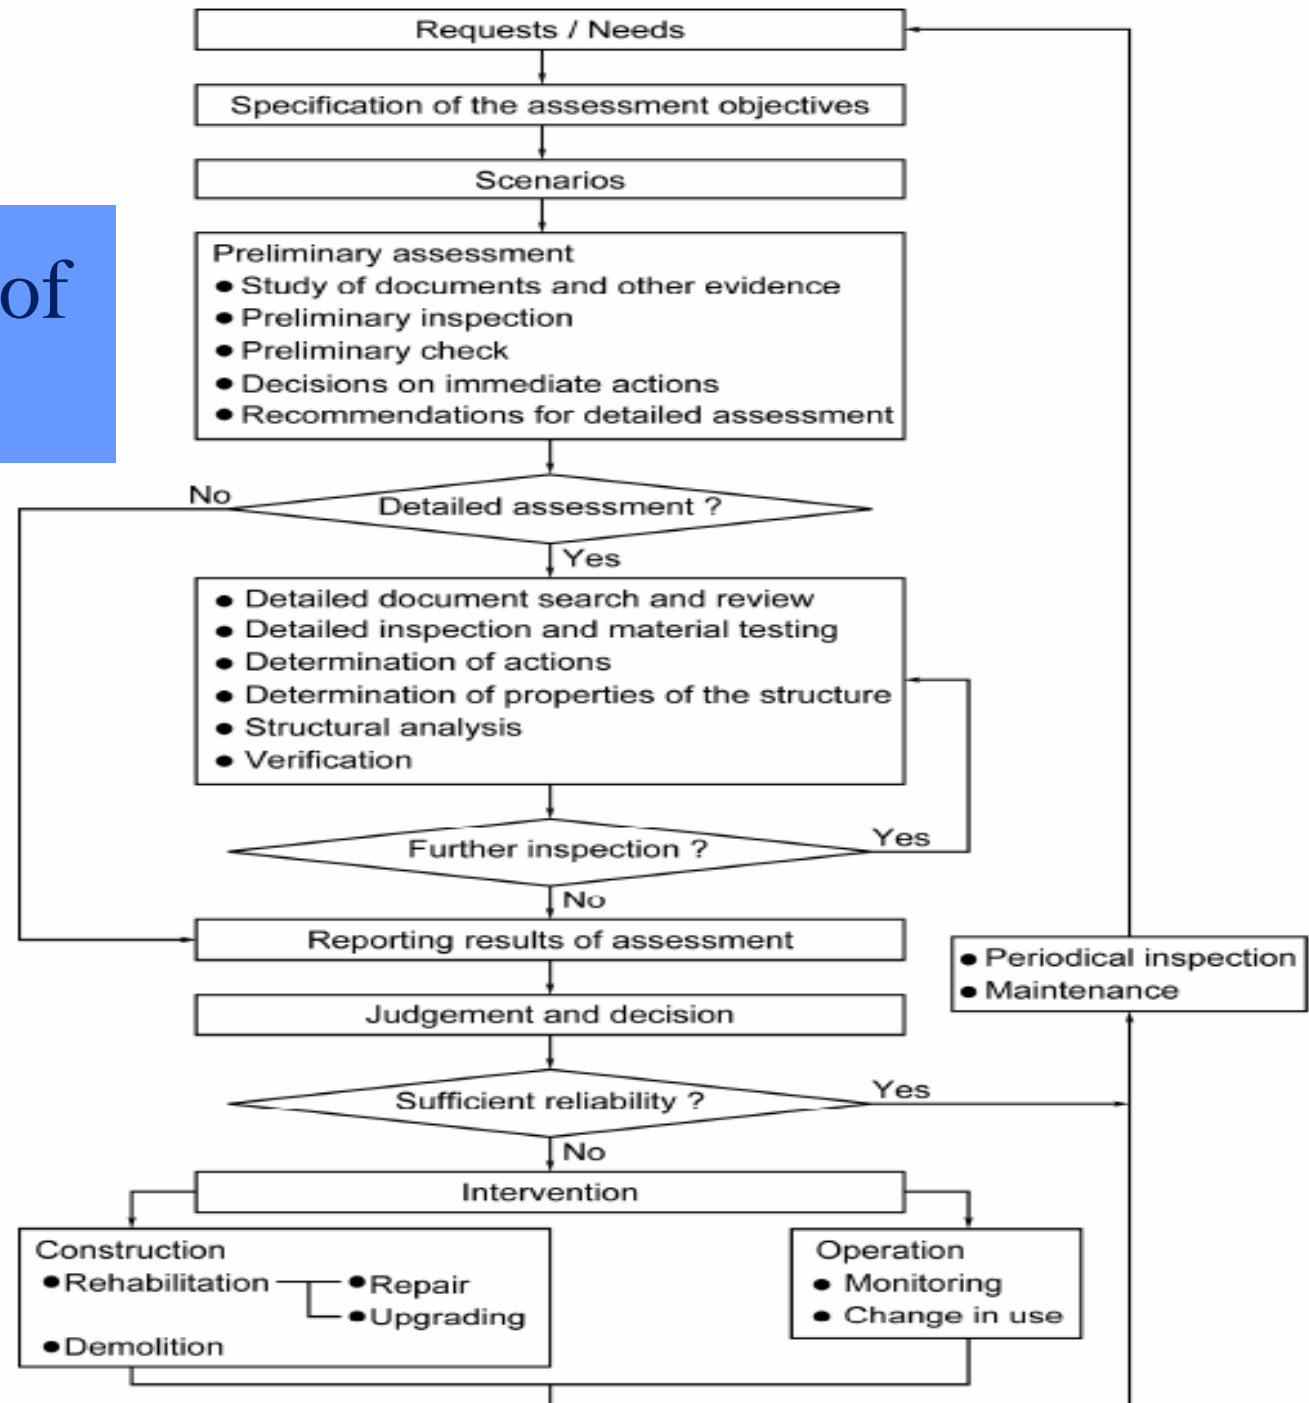 Requests / Needs
Specification of the assessment objectives
Scenarios
of
Preliminary assessment
● Study of documents and other evidence
● Preliminary inspection
● Preliminary check
● Decisions on immediate actions
● Recommendations for detailed assessment
No
Detailed assessment ?
Yes
● Detailed document search and review
● Detailed inspection and material testing
● Determination of actions
● Determination of properties of the structure
● Structural analysis
● Verification
Further inspection ?
Yes
No
Reporting results of assessment
● Periodical inspection
● Maintenance
Judgement and decision
Sufficient reliability ?
Yes
No
Intervention
Construction
● Rehabilitation
● Repair
● Upgrading
● Demolition
Operation
● Monitoring
● Change in use